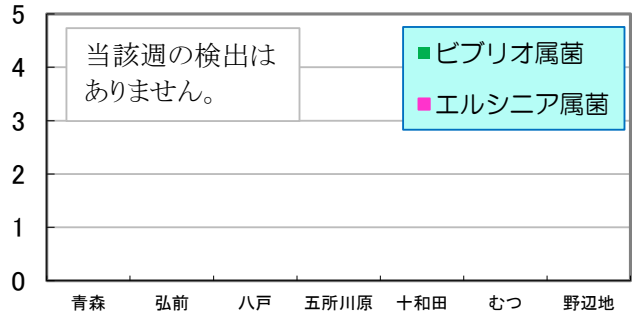 5
4
3
2
1
0
当該週の検出は
ありません。
ビブリオ属菌
エルシニア属菌
青森 弘前 八戸 五所川原 十和田 むつ 野辺地